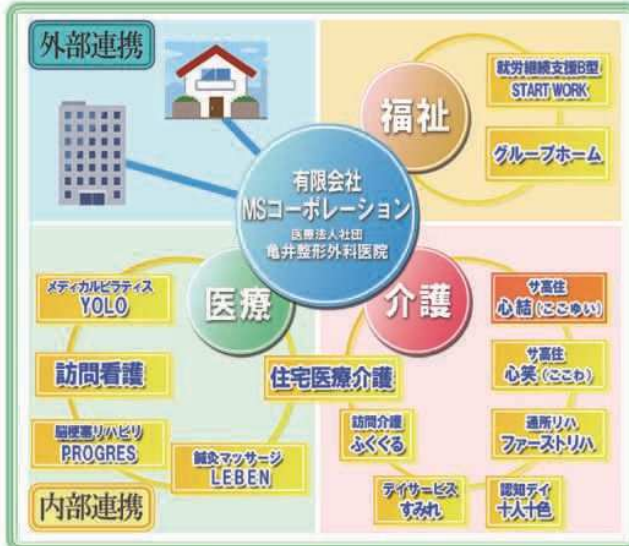 外部連携
福祉
就労継続支援B型
START WORK
グループホーム
有限会社
MSコーポレーション
医療法人社団
亀井整形外科医院
医療
メディカルピラティス
YOLO
訪問看護
脳梗塞リハビリ
PROGRES
鍼灸マッサージ
LEBEN
住宅医療介護
内部連携
介護
サ高住
心結(ここゆい)
サ高住
心笑(ここわ)
通所リハ
ファーストリハ
認知デイ
十人十色
デイサービス
すみれ
訪問介護
ふくくる